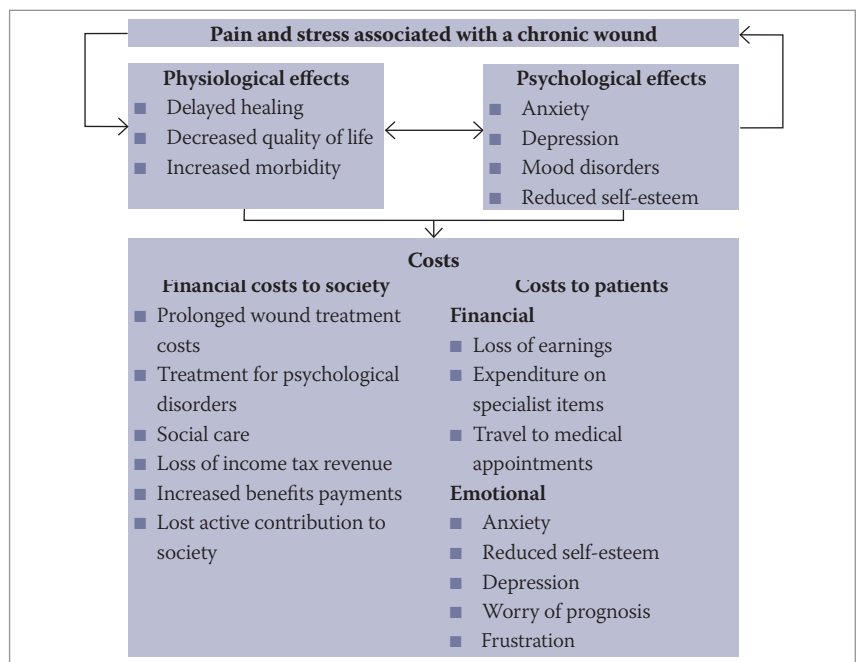 Pain and stress associated with a chronic wound
Physiological effects
Delayed healing
Decreased quality of life
Increased morbidity
Psychological effects
Anxiety
Depression
Mood disorders
Reduced self-esteem
Costs
Financial costs to society
Prolonged wound treatment
costs
Treatment for psychological
disorders
Social care
Loss of income tax revenue
Increased benefits payments
Lost active contribution to
society
Costs to patients
Financial
Loss of earnings
Expenditure on
specialist items
Travel to medical
appointments
Emotional
Anxiety
Reduced self-esteem
Depression
Worry of prognosis
Frustration